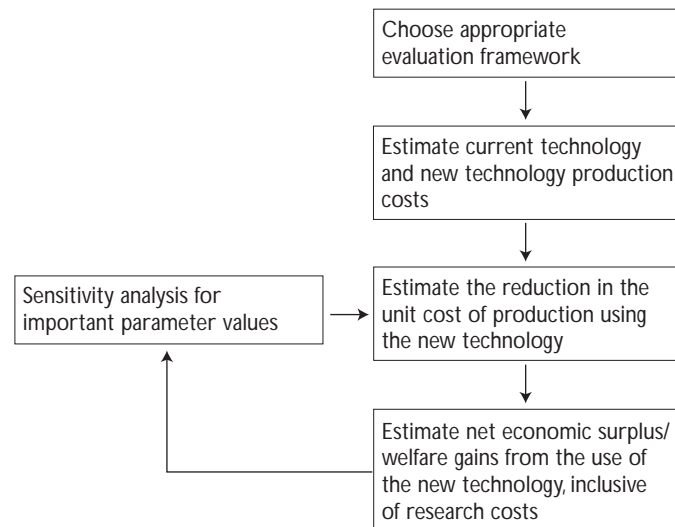 Choose appropriate
evaluation framework
Estimate current technology
and new technology production
costs
Sensitivity analysis for
important parameter values
Estimate the reduction in the
unit cost of production using
the new technology
Estimate net economic surplus/
welfare gains from the use of
the new technology, inclusive
of research costs